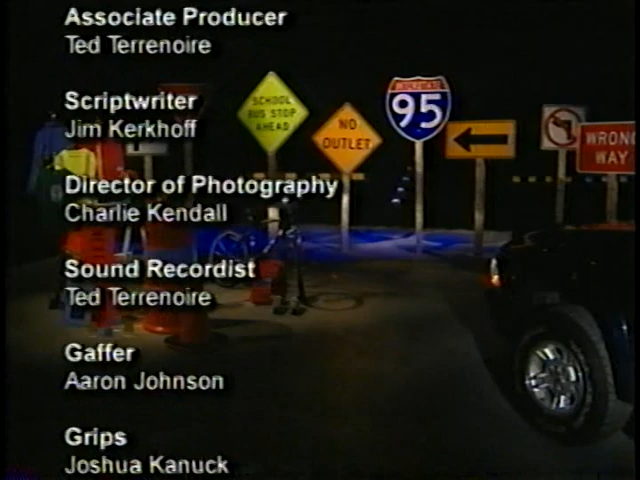 Associate Producer
Ted Terrenoire
Scriptwriter
Jim Kerkhoff
Director of Photography
Charlie Kendall
Sound Recordist
Ted Terrenoire
Gaffer
Aaron Johnson
Grips
Joshua Kanuck
SCHOOL
BUS STOP
AHEAD
NO
OUTLET
INTERSTATE
95
WRONG
WAY